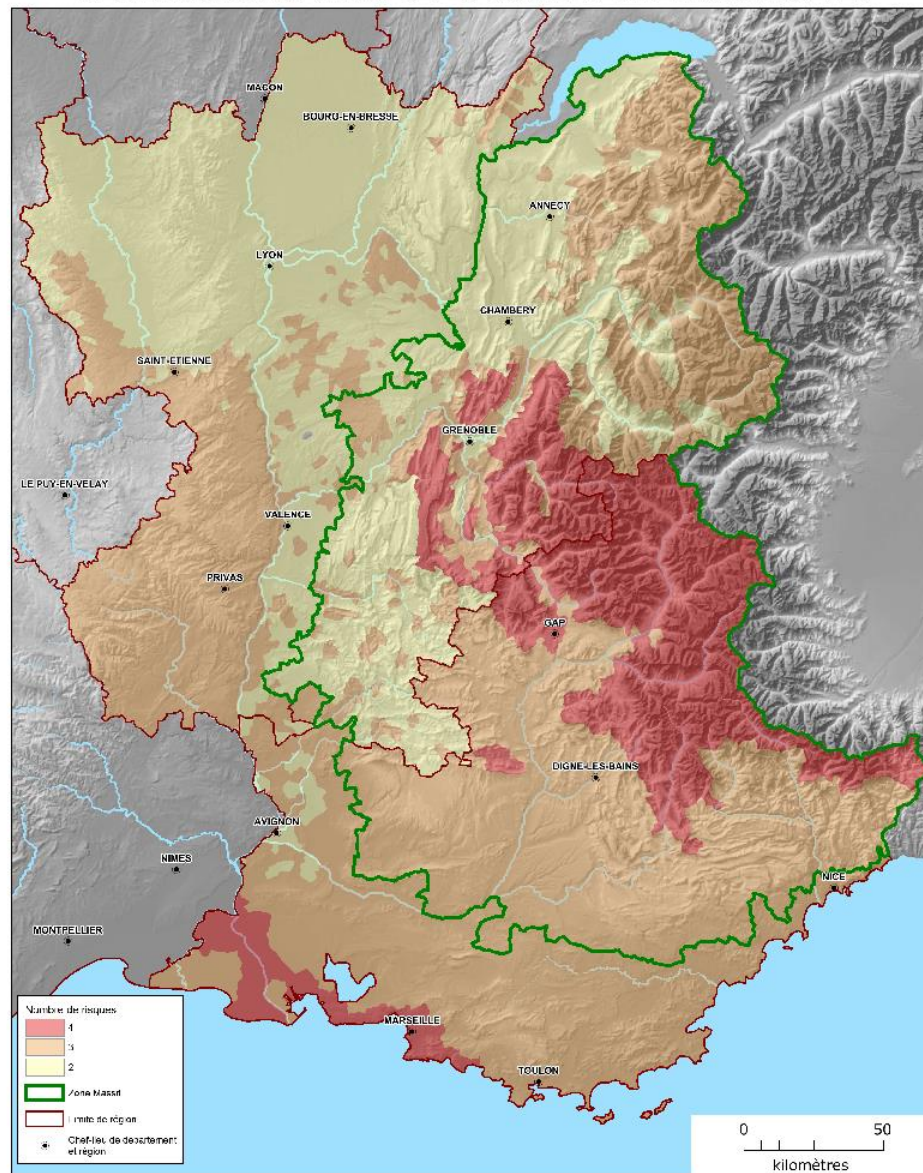 MACON
BOURG-EN-BRESSE
ANNECY
LYON
CHAMBERY
SAINT-ETIENNE
GRENOBLE
LE PUY-EN-VELAY
VALENCE
PRIVAS
GAP
DIGNE-LES-BAINS
AVIGNON
NIMES
NICE
MONTPELLIER
MARSEILLE
TOULON
Nombre de risques
4
3
2
Zone Massif
Limite de région
Chef-lieu de département
et région
0 50
kilomètres